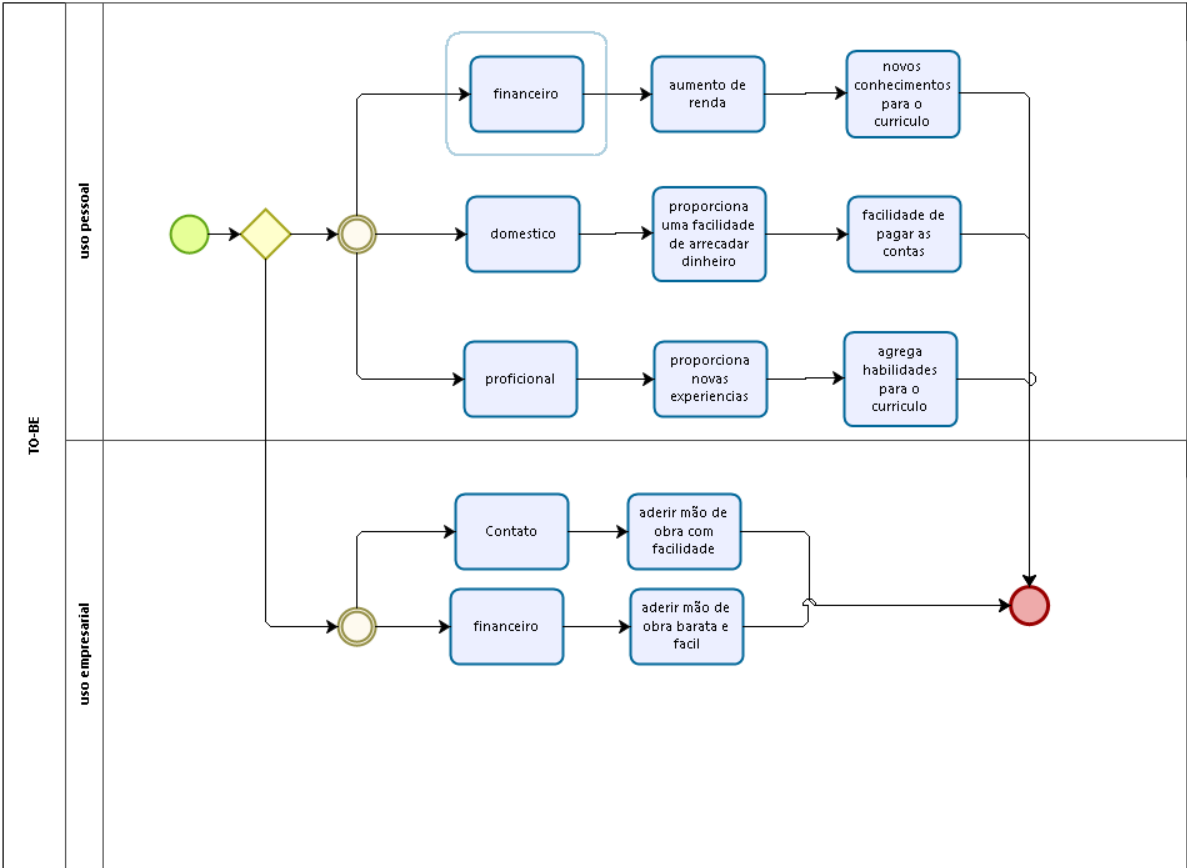 TO-BE
uso pessoal
financeiro
aumento de
renda
novos
conhecimentos
para o
curriculo
domestico
proporciona
uma facilidade
de arrecadar
dinheiro
facilidade de
pagar as
contas
proficional
proporciona
novas
experiencias
agrega
habilidades
para o
curriculo
uso empresarial
Contato
aderir mão de
obra com
facilidade
financeiro
aderir mão de
obra barata e
facil